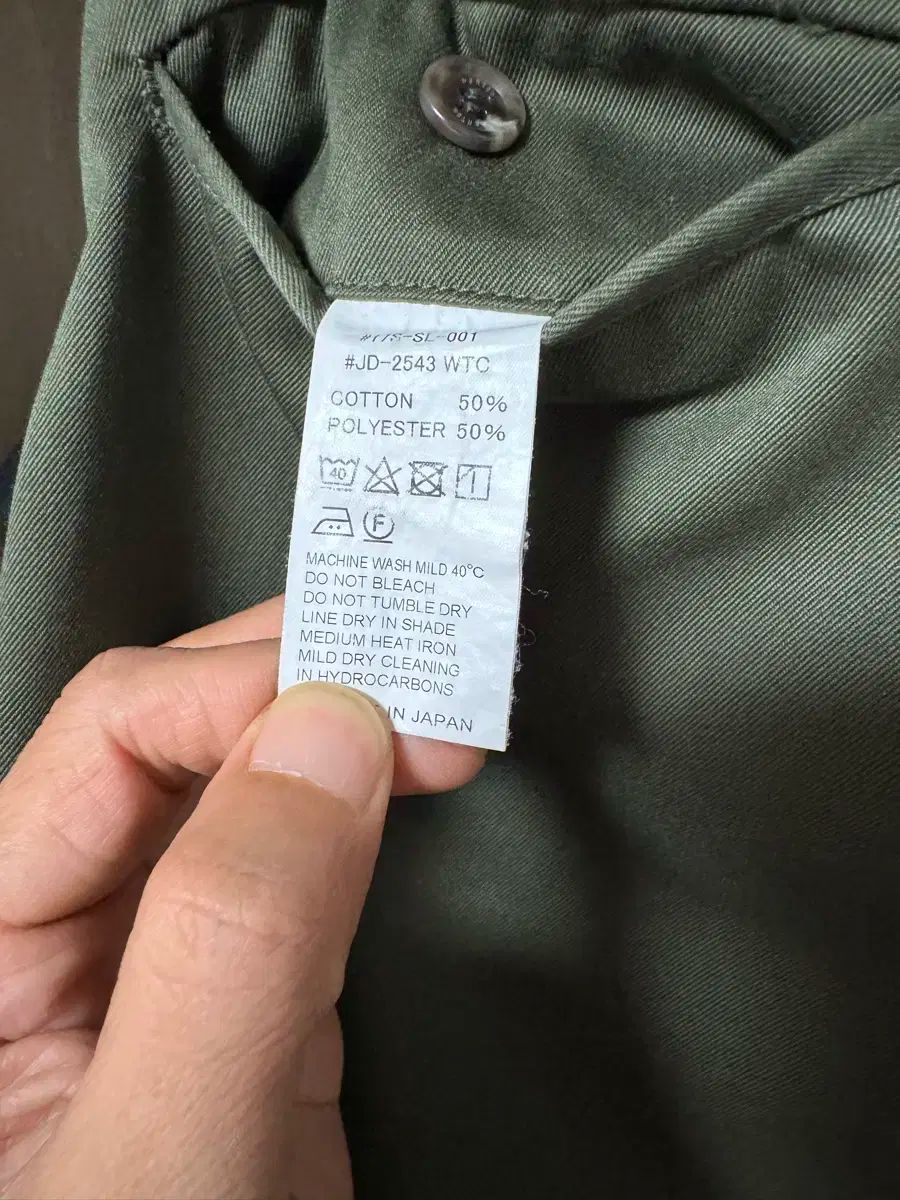 #JD-2543 WTC
COTTON 50%
POLYESTER 50%
40
F
MACHINE WASH MILD 40°C
DO NOT BLEACH
DO NOT TUMBLE DRY
LINE DRY IN SHADE
MEDIUM HEAT IRON
MILD DRY CLEANING
IN HYDROCARBONS
IN JAPAN